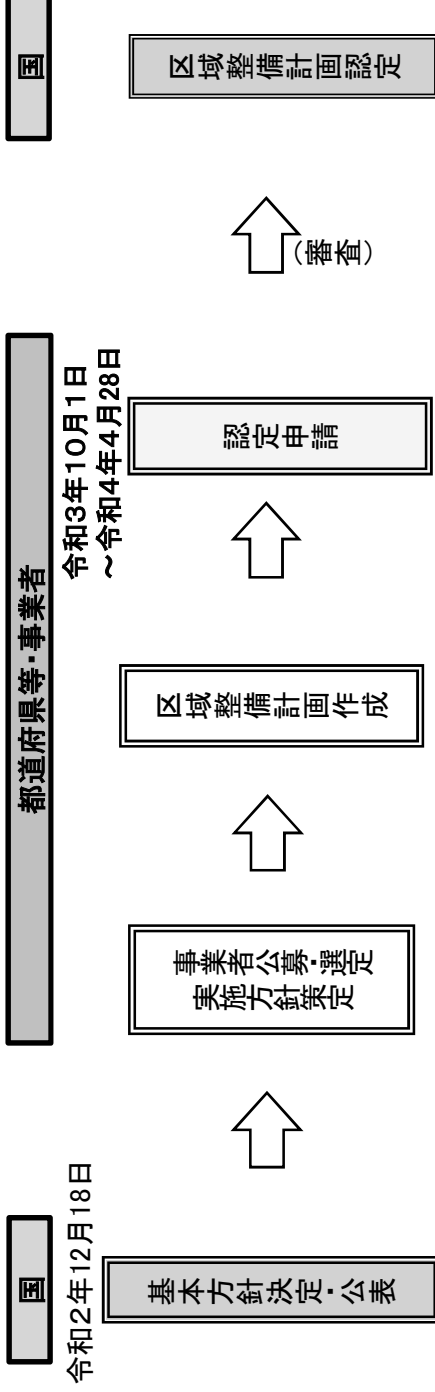 国
令和2年12月18日
基本方針決定・公表
都道府県等・事業者
実施方針策定
事業者公募・選定
区域整備計画作成
令和3年10月1日
～令和4年4月28日
認定申請
（審査）
国
区域整備計画認定